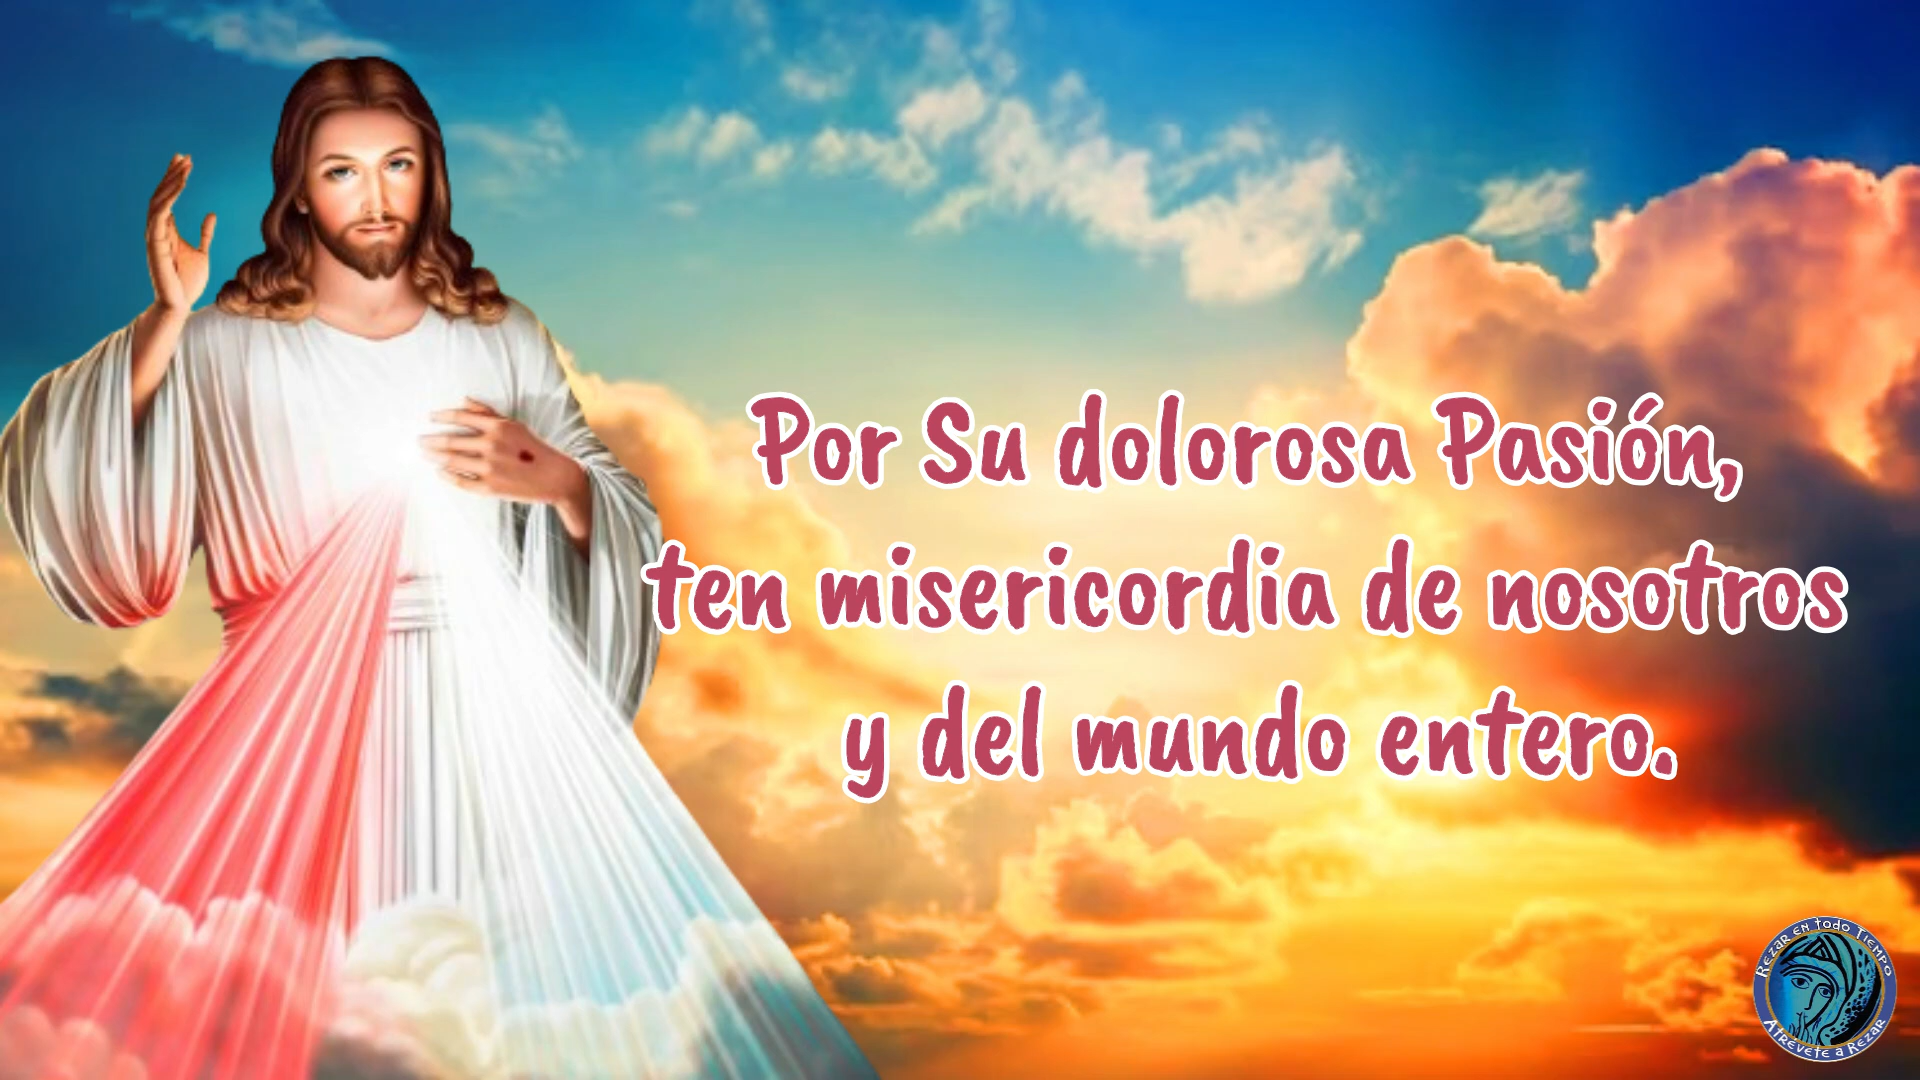 Por Su dolorosa Pasión,
ten misericordia de nosotros
y del mundo entero.
Rezar en todo Tiempo
Atrévete a Rezar